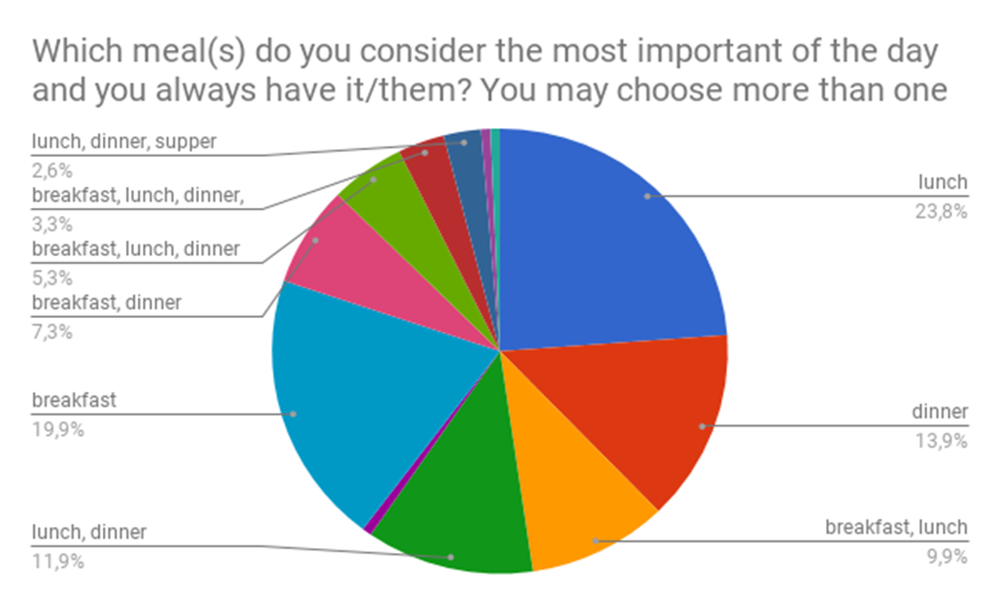 Which meal(s) do you consider the most important of the day
and you always have it/them? You may choose more than one
lunch, dinner, supper
2,6%
breakfast, lunch, dinner,
3,3%
breakfast, lunch, dinner
5,3%
breakfast, dinner
7,3%
breakfast
19,9%
lunch, dinner
11,9%
lunch
23,8%
dinner
13,9%
breakfast, lunch
9,9%